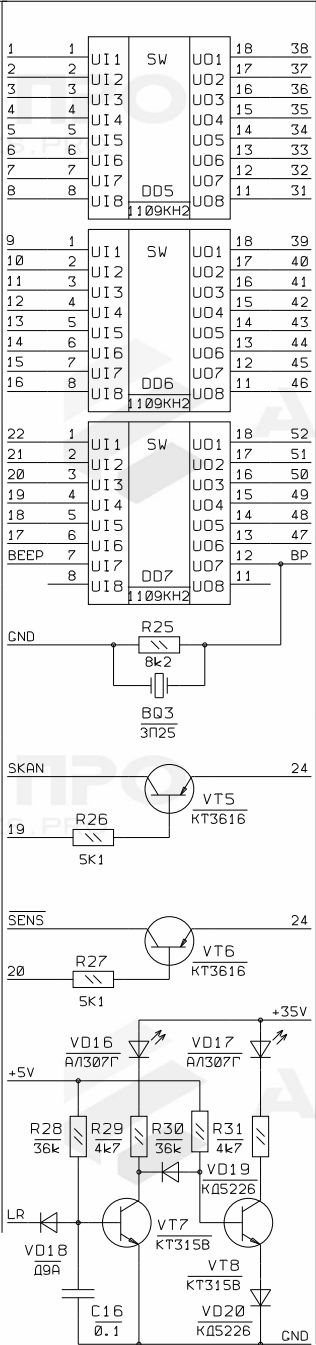 1 1 UI1 SW UO1 18 38
2 2 UI2 UO2 17 37
3 3 UI3 UO3 16 36
4 4 UI4 UO4 15 35
5 5 UI5 UO5 14 34
6 6 UI6 UO6 13 33
7 7 UI7 UO7 12 32
8 8 UI8 DD5 UO8 11 31
1109КН2
9 1 UI1 SW UO1 18 39
10 2 UI2 UO2 17 40
11 3 UI3 UO3 16 41
12 4 UI4 UO4 15 42
13 5 UI5 UO5 14 43
14 6 UI6 UO6 13 44
15 7 UI7 UO7 12 45
16 8 UI8 DD6 UO8 11 46
1109КН2
22 1 UI1 SW UO1 18 52
21 2 UI2 UO2 17 51
20 3 UI3 UO3 16 50
19 4 UI4 UO4 15 49
18 5 UI5 UO5 14 48
17 6 UI6 UO6 13 47
BEEP 7 UI7 UO7 12 BP
8 UI8 DD7 UO8 11
1109КН2
GND R25
8k2
BQ3
ЗП25
SKAN 24
VT5
КТ3616
19 R26
5K1
SENS 24
VT6
КТ3616
20 R27
5K1
+35V
VD16 VD17
АЛ307Г АЛ307Г
+5V
R28 R29 R30 R31
36k 4k7 36k 4k7
VD19
КД5226
LR
VD18
Д9А
VT7
КТ315В
VT8
КТ315В
C16
0.1
VD20
КД5226
GND